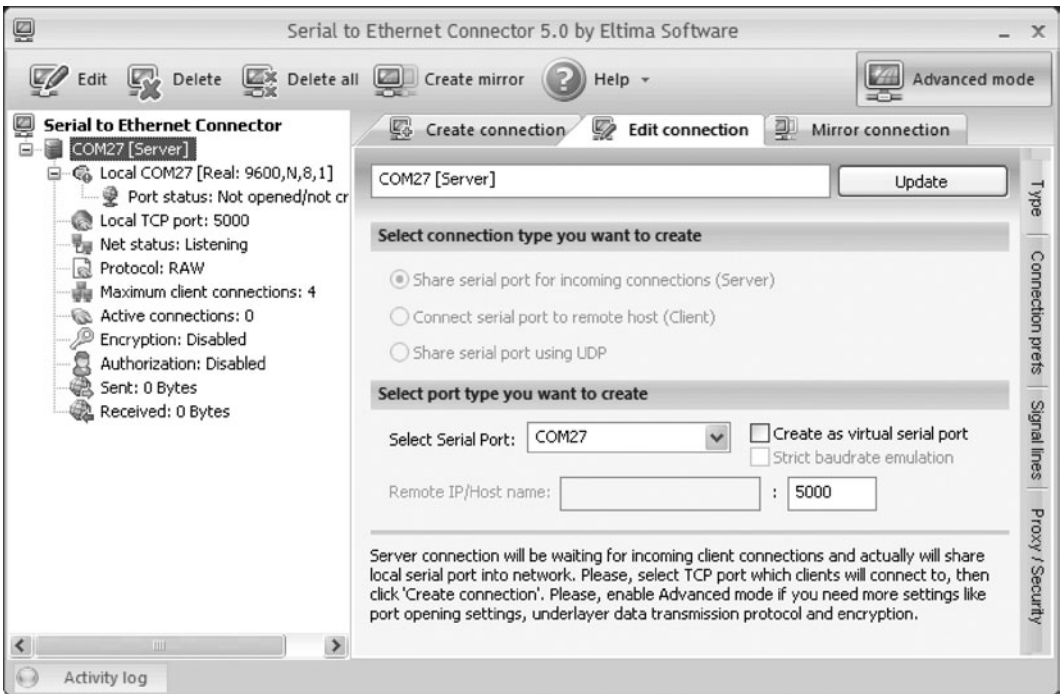 Serial to Ethernet Connector 5.0 by Eltima Software
Edit Delete Delete all Create mirror Help Advanced mode
Serial to Ethernet Connector
COM27 [Server]
Local COM27 [Real: 9600,N,8,1]
Port status: Not opened/not cr
Local TCP port: 5000
Net status: Listening
Protocol: RAW
Maximum client connections: 4
Active connections: 0
Encryption: Disabled
Authorization: Disabled
Sent: 0 Bytes
Received: 0 Bytes
Create connection Edit connection Mirror connection
COM27 [Server] Update
Select connection type you want to create
Share serial port for incoming connections (Server)
Connect serial port to remote host (Client)
Share serial port using UDP
Select port type you want to create
Select Serial Port: COM27 Create as virtual serial port
Strict baudrate emulation
Remote IP/Host name: : 5000
Server connection will be waiting for incoming client connections and actually will share
local serial port into network. Please, select TCP port which clients will connect to, then
click 'Create connection'. Please, enable Advanced mode if you need more settings like
port opening settings, underlayer data transmission protocol and encryption.
Type
Connection prefs
Signal lines
Proxy / Security
Activity log